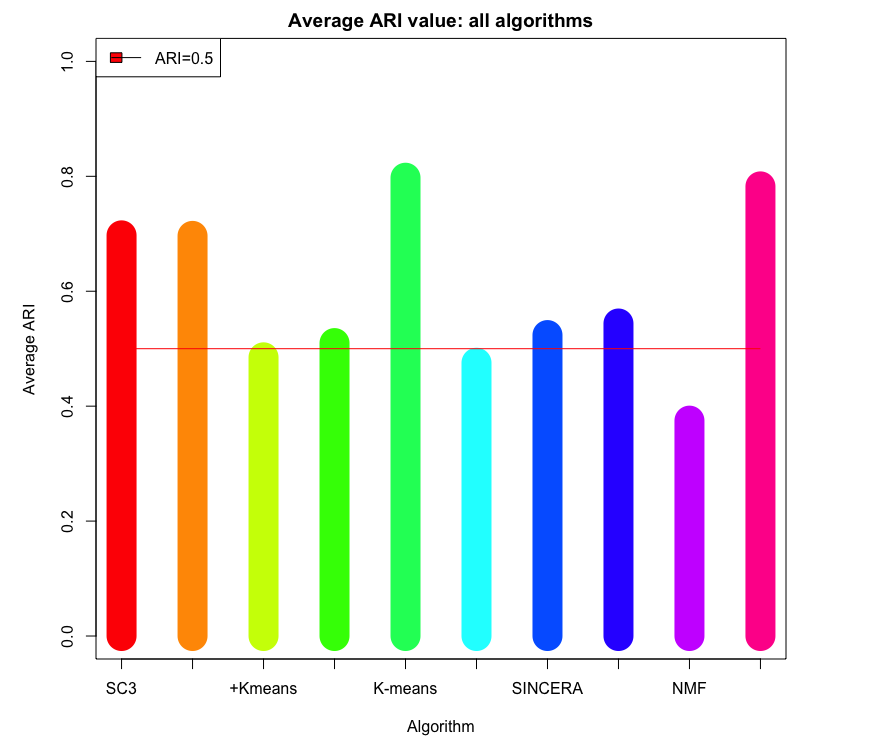 Average ARI value: all algorithms
ARI=0.5
1.0
0.8
0.6
0.4
0.2
0.0
Average ARI
SC3 +Kmeans K-means SINCERA NMF
Algorithm